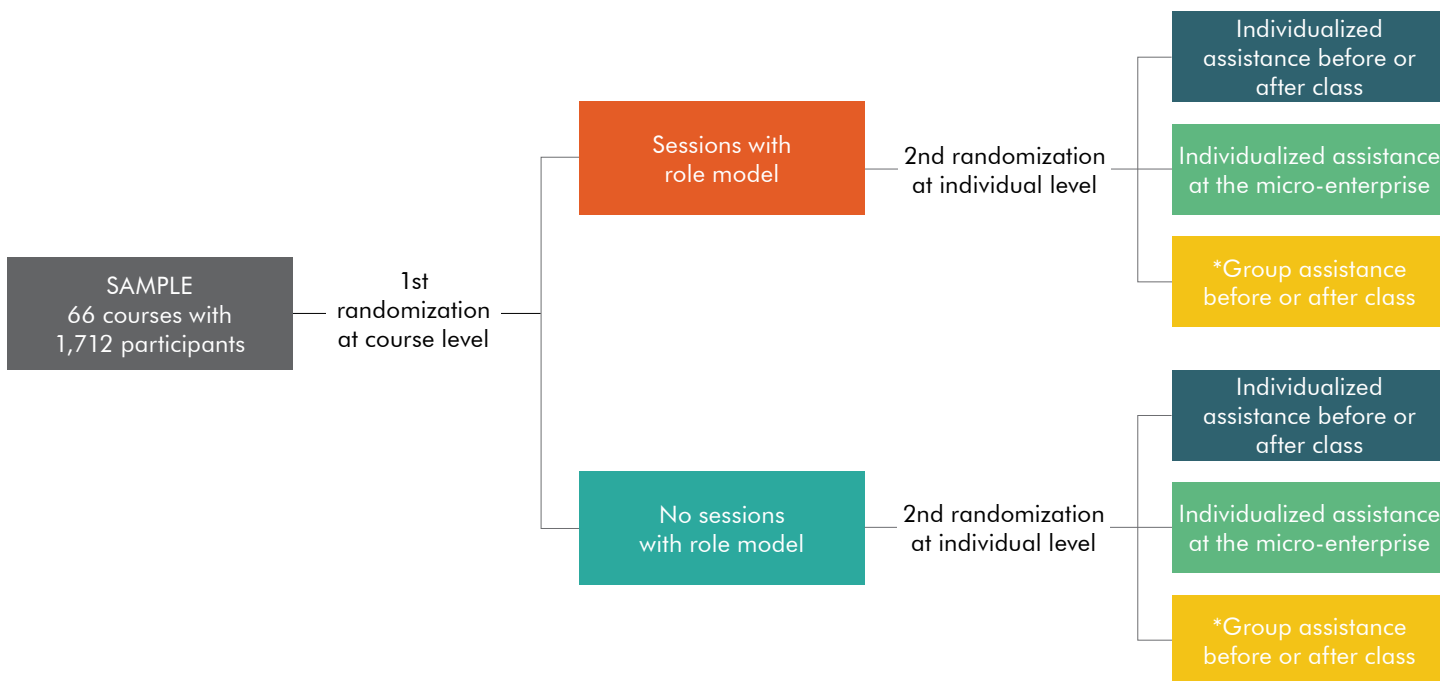 SAMPLE
66 courses with
1,712 participants
1st
randomization
at course level
Sessions with
role model
2nd randomization
at individual level
Individualized
assistance before or
after class
Individualized assistance
at the micro-enterprise
*Group assistance
before or after class
No sessions
with role model
2nd randomization
at individual level
Individualized
assistance before or
after class
Individualized assistance
at the micro-enterprise
*Group assistance
before or after class